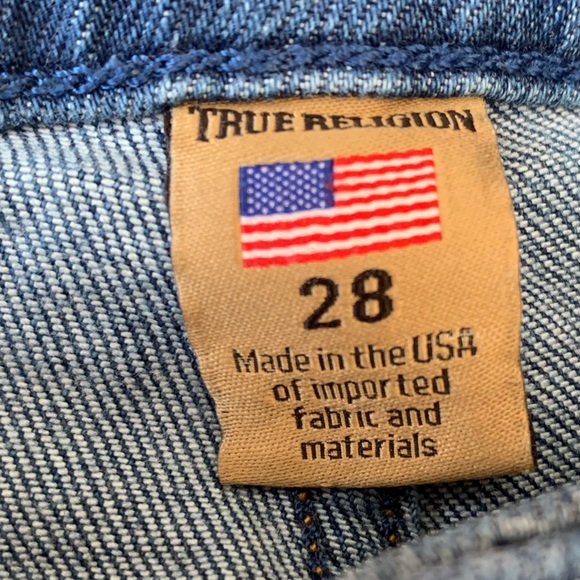 TRUE RELIGION
28
Made in the USA
of imported
fabric and
materials